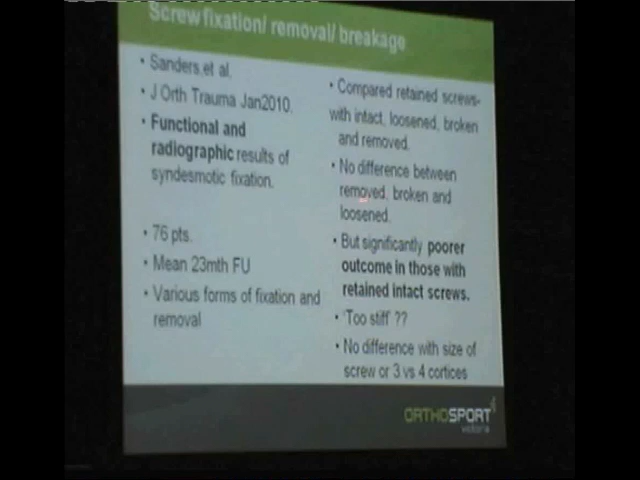 Screw fixation/ removal/ breakage
• Sanders et al.
• J Orth Trauma Jan2010.
• Functional and
radiographic results of
syndesmotic fixation.
• 76 pts.
• Mean 23mth FU
• Various forms of fixation and
removal
• Compared retained screws-
with intact, loosened, broken
and removed.
• No difference between
removed, broken and
loosened.
• But significantly poorer
outcome in those with
retained intact screws.
• 'Too stiff' ??
• No difference with size of
screw or 3 vs 4 cortices
ORTHOSPORT
victoria